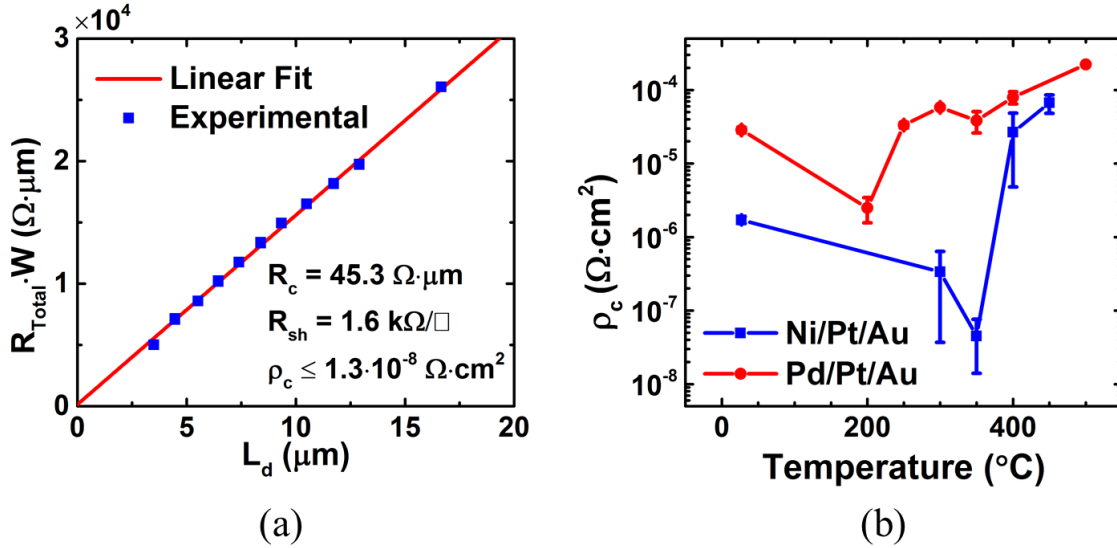 (a)
×10⁴
3
2
1
0
R_Total·W (Ω·μm)
Linear Fit
Experimental
R_c = 45.3 Ω·μm
R_sh = 1.6 kΩ/□
ρ_c ≤ 1.3·10⁻⁸ Ω·cm²
0 5 10 15 20
L_d (μm)
(b)
10⁻⁴
10⁻⁵
10⁻⁶
10⁻⁷
10⁻⁸
ρ_c (Ω·cm²)
Ni/Pt/Au
Pd/Pt/Au
0 200 400
Temperature (°C)